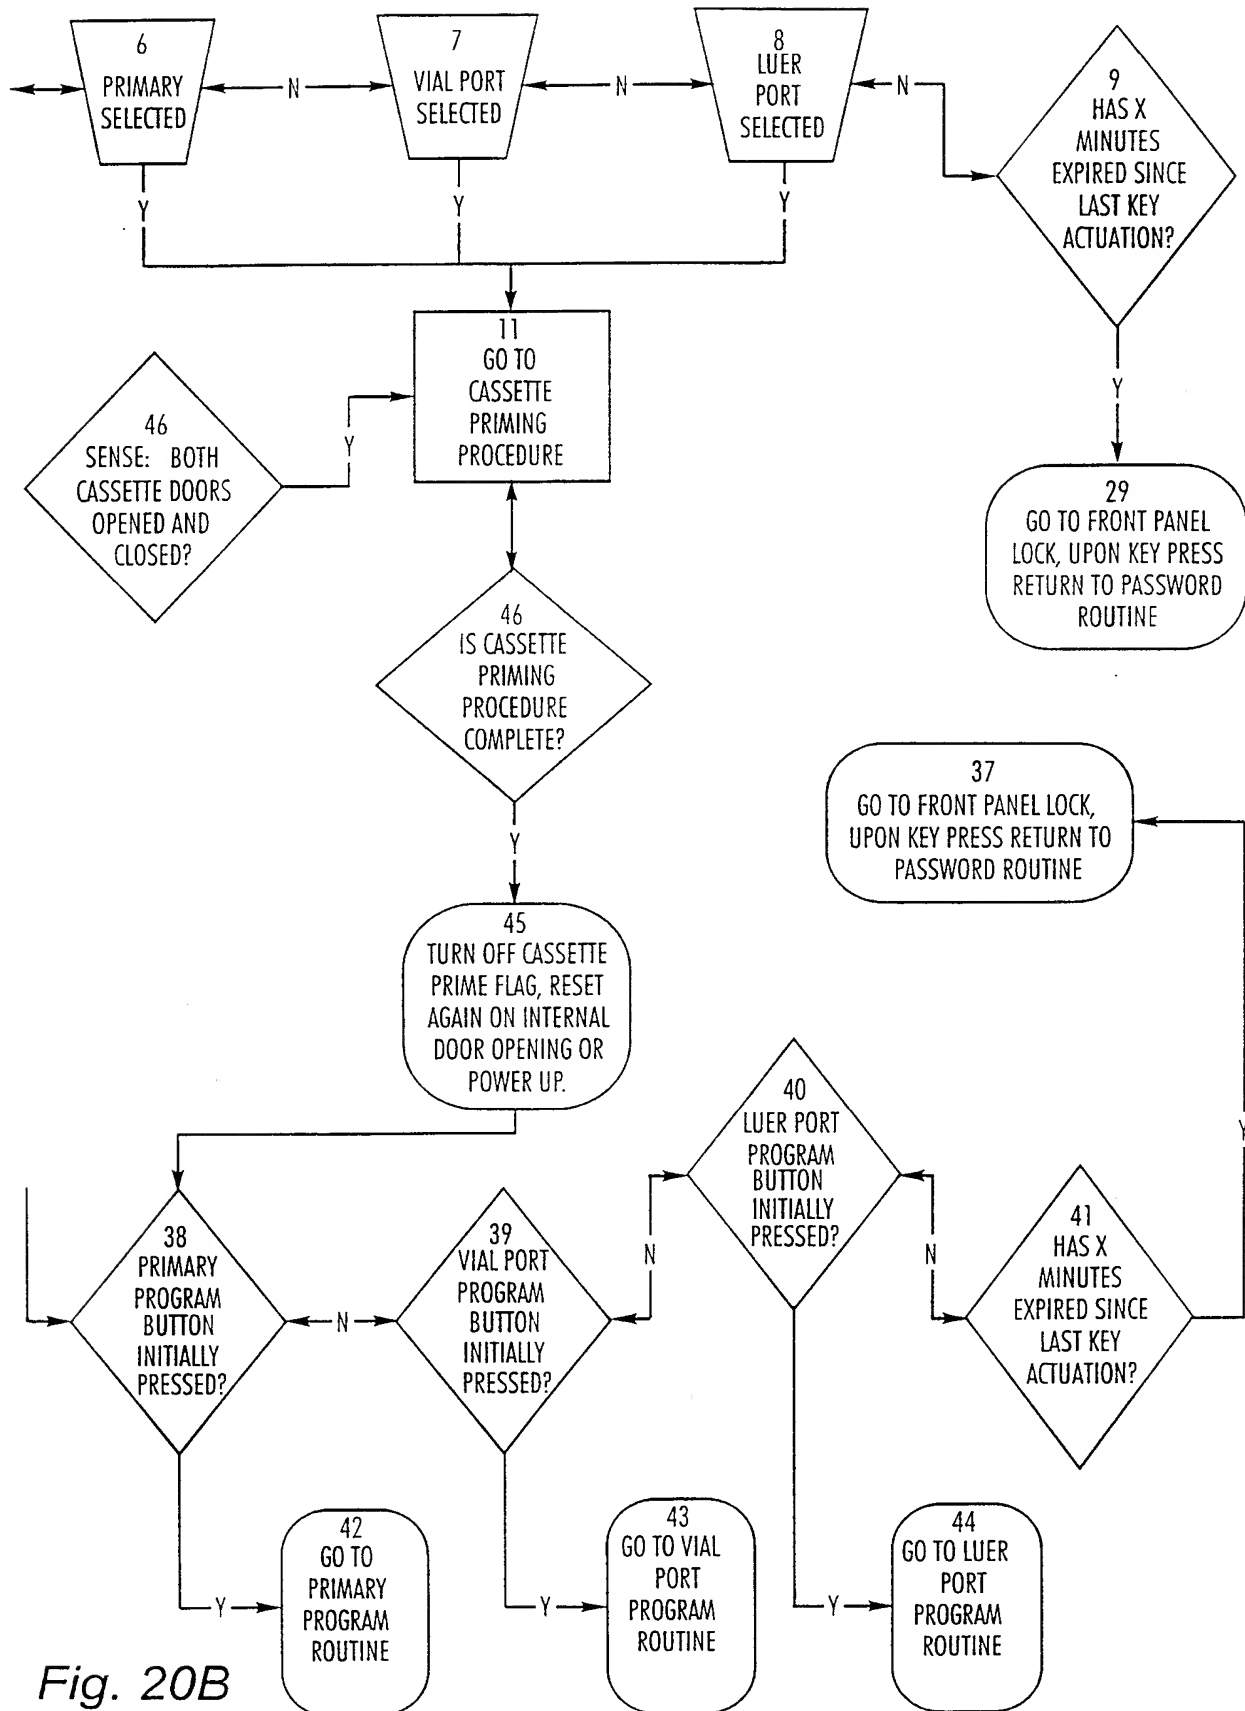 6
PRIMARY
SELECTED
N
7
VIAL PORT
SELECTED
N
8
LUER
PORT
SELECTED
N
9
HAS X
MINUTES
EXPIRED SINCE
LAST KEY
ACTUATION?
Y
Y
Y
Y
11
GO TO
CASSETTE
PRIMING
PROCEDURE
46
SENSE: BOTH
CASSETTE DOORS
OPENED AND
CLOSED?
Y
29
GO TO FRONT PANEL
LOCK, UPON KEY PRESS
RETURN TO PASSWORD
ROUTINE
46
IS CASSETTE
PRIMING
PROCEDURE
COMPLETE?
Y
37
GO TO FRONT PANEL LOCK,
UPON KEY PRESS RETURN TO
PASSWORD ROUTINE
45
TURN OFF CASSETTE
PRIME FLAG, RESET
AGAIN ON INTERNAL
DOOR OPENING OR
POWER UP.
38
PRIMARY
PROGRAM
BUTTON
INITIALLY
PRESSED?
N
39
VIAL PORT
PROGRAM
BUTTON
INITIALLY
PRESSED?
N
40
LUER PORT
PROGRAM
BUTTON
INITIALLY
PRESSED?
N
41
HAS X
MINUTES
EXPIRED SINCE
LAST KEY
ACTUATION?
Y
Y
42
GO TO
PRIMARY
PROGRAM
ROUTINE
Y
43
GO TO VIAL
PORT
PROGRAM
ROUTINE
Y
44
GO TO LUER
PORT
PROGRAM
ROUTINE
Fig. 20B